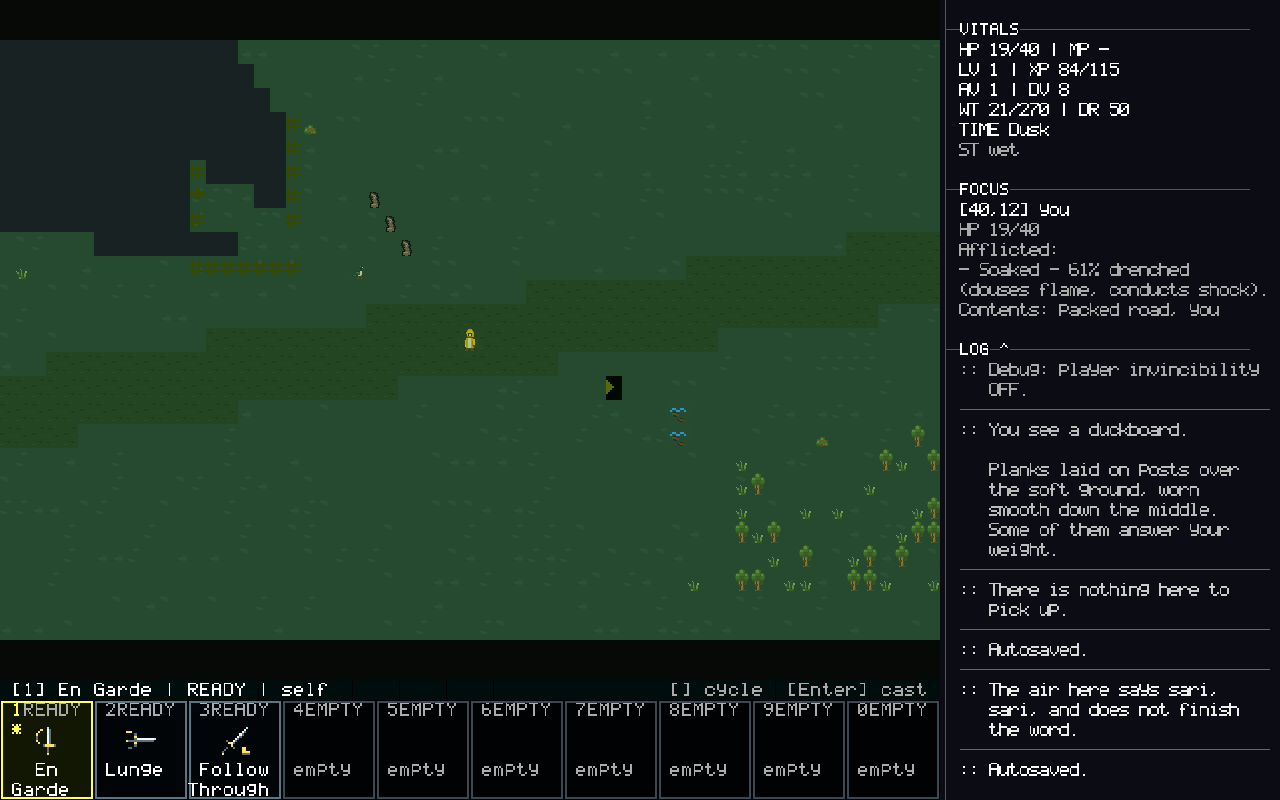 VITALS
HP 19/40 | MP -
LV 1 | XP 84/115
AV 1 | DV 8
WT 21/270 | DR 50
TIME Dusk
ST wet
FOCUS
[40,12] You
HP 19/40
Afflicted:
- Soaked - 61% drenched
(douses flame, conducts shock).
Contents: Packed road, You
LOG ^
:: Debug: Player invincibility
OFF.
:: You see a duckboard.
Planks laid on posts over
the soft ground, worn
smooth down the middle.
Some of them answer your
weight.
:: There is nothing here to
pick up.
:: Autosaved.
:: The air here says sari,
sari, and does not finish
the word.
:: Autosaved.
[1] En Garde | READY | self
[] cycle [Enter] cast
1READY 2READY 3READY 4EMPTY 5EMPTY 6EMPTY 7EMPTY 8EMPTY 9EMPTY 0EMPTY
*
En Lunge Follow empty empty empty empty empty empty empty
Garde Through